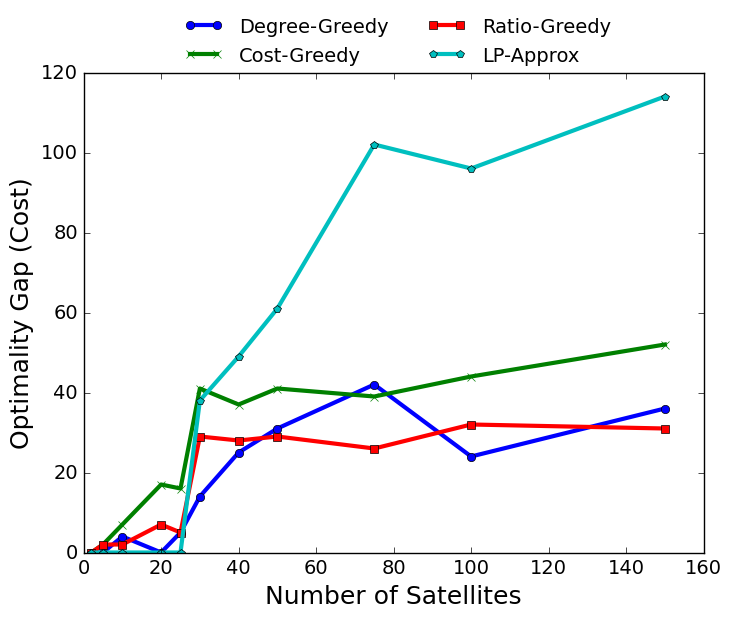 Degree-Greedy Ratio-Greedy
Cost-Greedy LP-Approx
120
100
80
60
40
20
0
0 20 40 60 80 100 120 140 160
Optimality Gap (Cost)
Number of Satellites